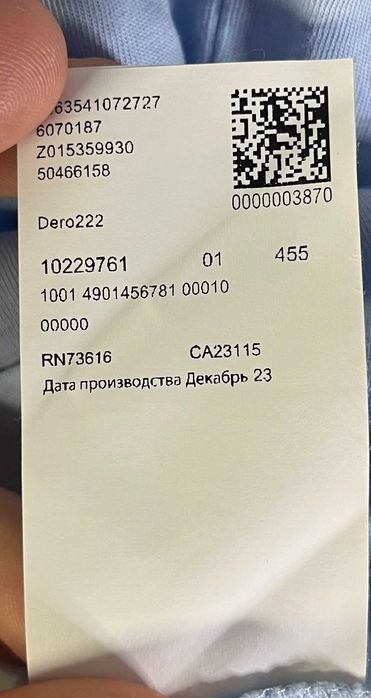 63541072727
6070187
Z015359930
50466158
0000003870
Dero222
10229761 01 455
1001 4901456781 00010
00000
RN73616 CA23115
Дата производства Декабрь 23